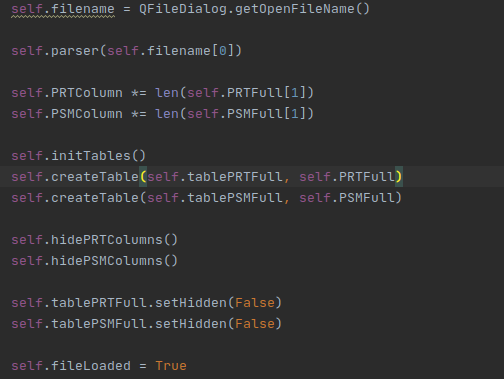 self.filename = QFileDialog.getOpenFileName()
self.parser(self.filename[0])
self.PRTColumn *= len(self.PRTFull[1])
self.PSMColumn *= len(self.PSMFull[1])
self.initTables()
self.createTable(self.tablePRTFull, self.PRTFull)
self.createTable(self.tablePSMFull, self.PSMFull)
self.hidePRTColumns()
self.hidePSMColumns()
self.tablePRTFull.setHidden(False)
self.tablePSMFull.setHidden(False)
self.fileLoaded = True